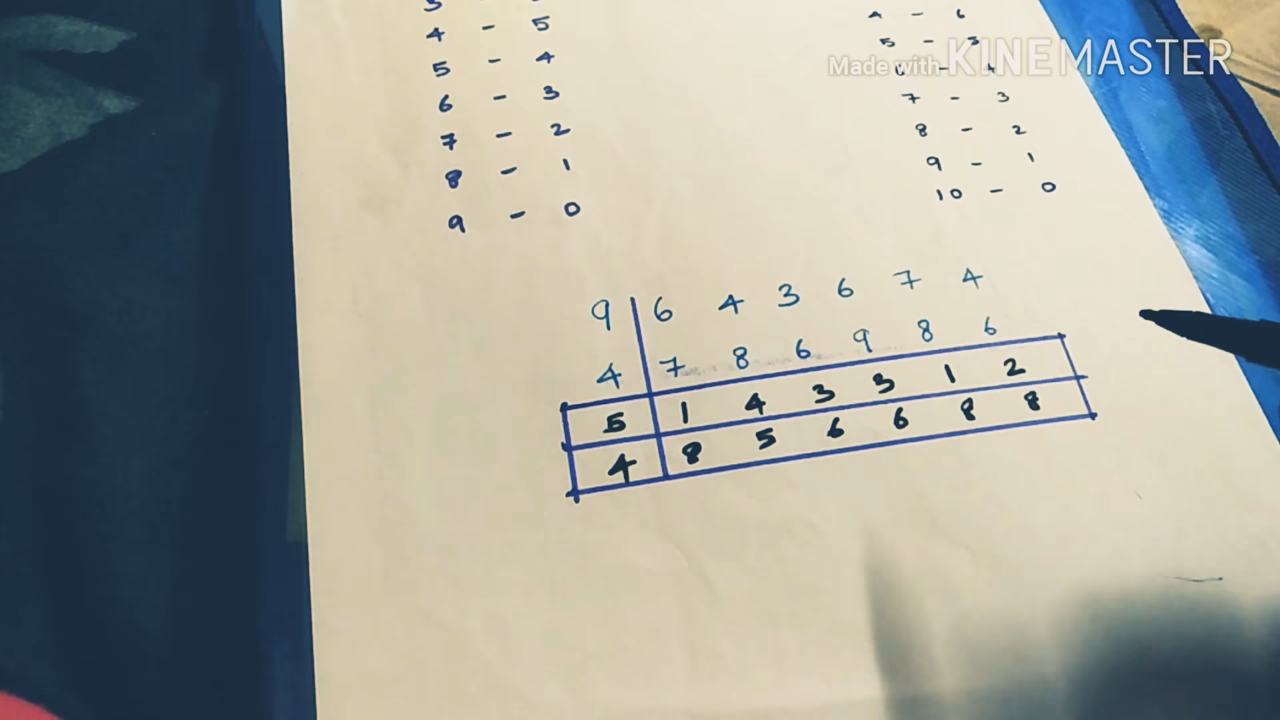 4 - 5
5 - 4
6 - 3
7 - 2
8 - 1
9 - 0
4 - 6
5 - 5
Made with KINEMASTER
7 - 3
8 - 2
9 - 1
10 - 0
9 6 4 3 6 7 4
4 7 8 6 9 8 6
5 1 4 3 3 1 2
4 8 5 6 6 8 8